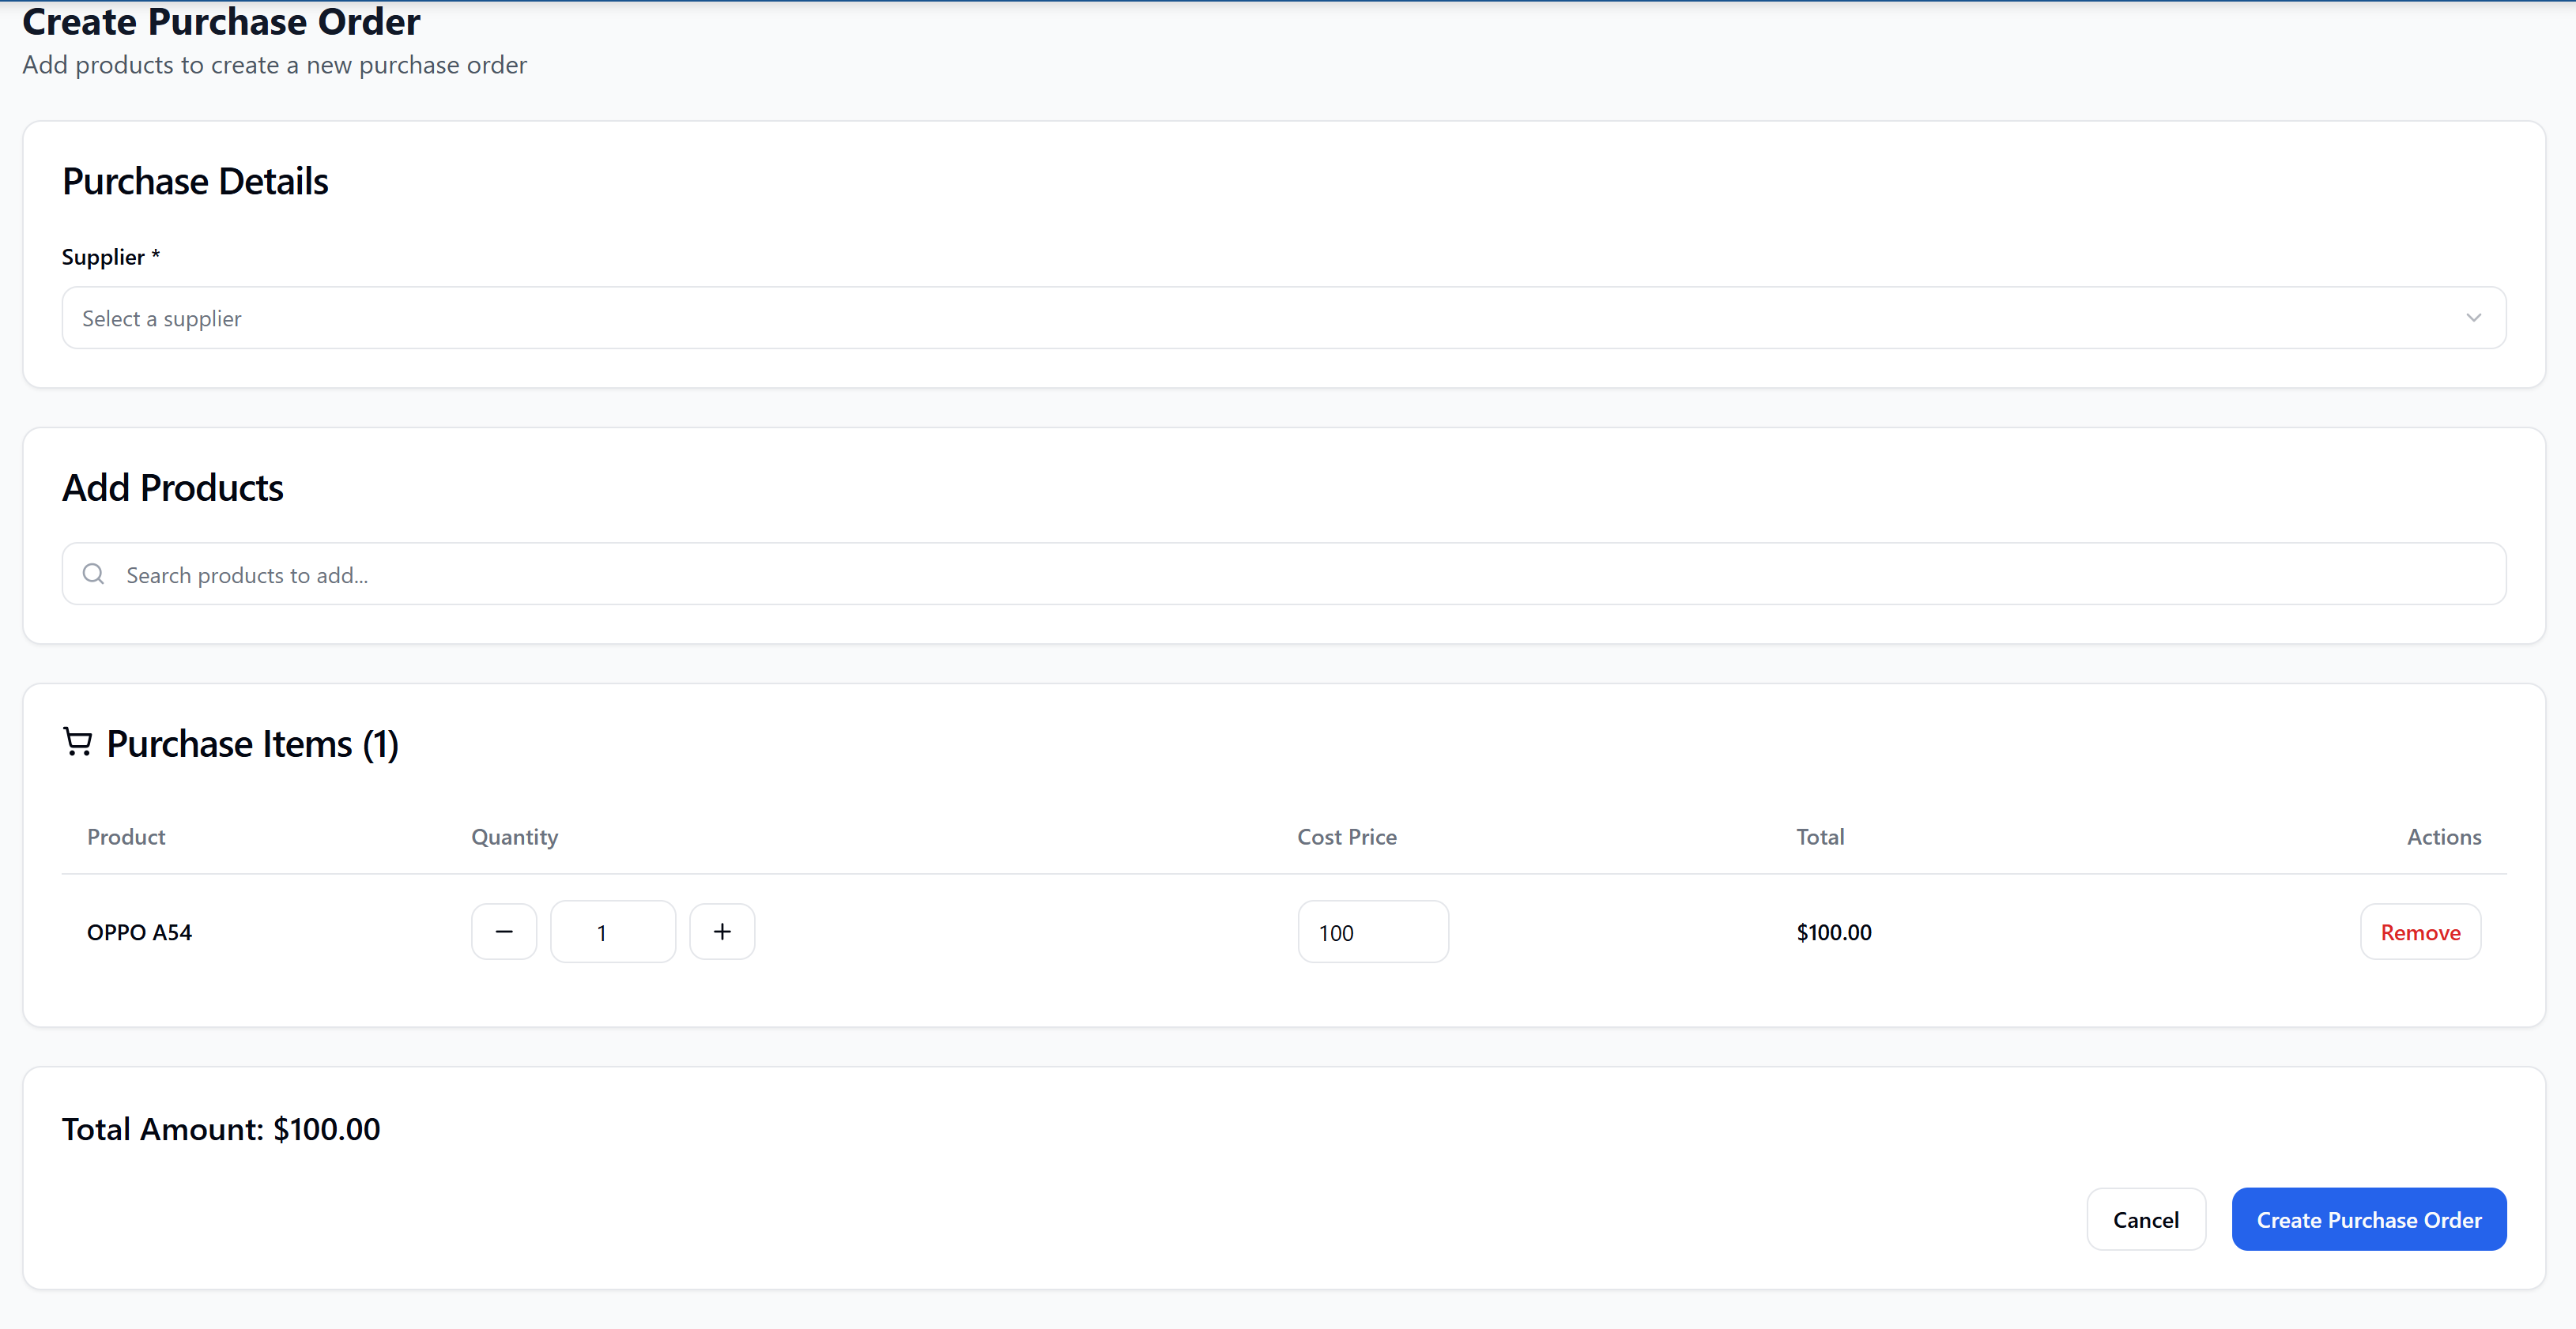 Create Purchase Order
Add products to create a new purchase order
Purchase Details
Supplier *
Select a supplier
Add Products
Search products to add...
Purchase Items (1)
Product Quantity Cost Price Total Actions
OPPO A54 − 1 + 100 $100.00 Remove
Total Amount: $100.00
Cancel Create Purchase Order